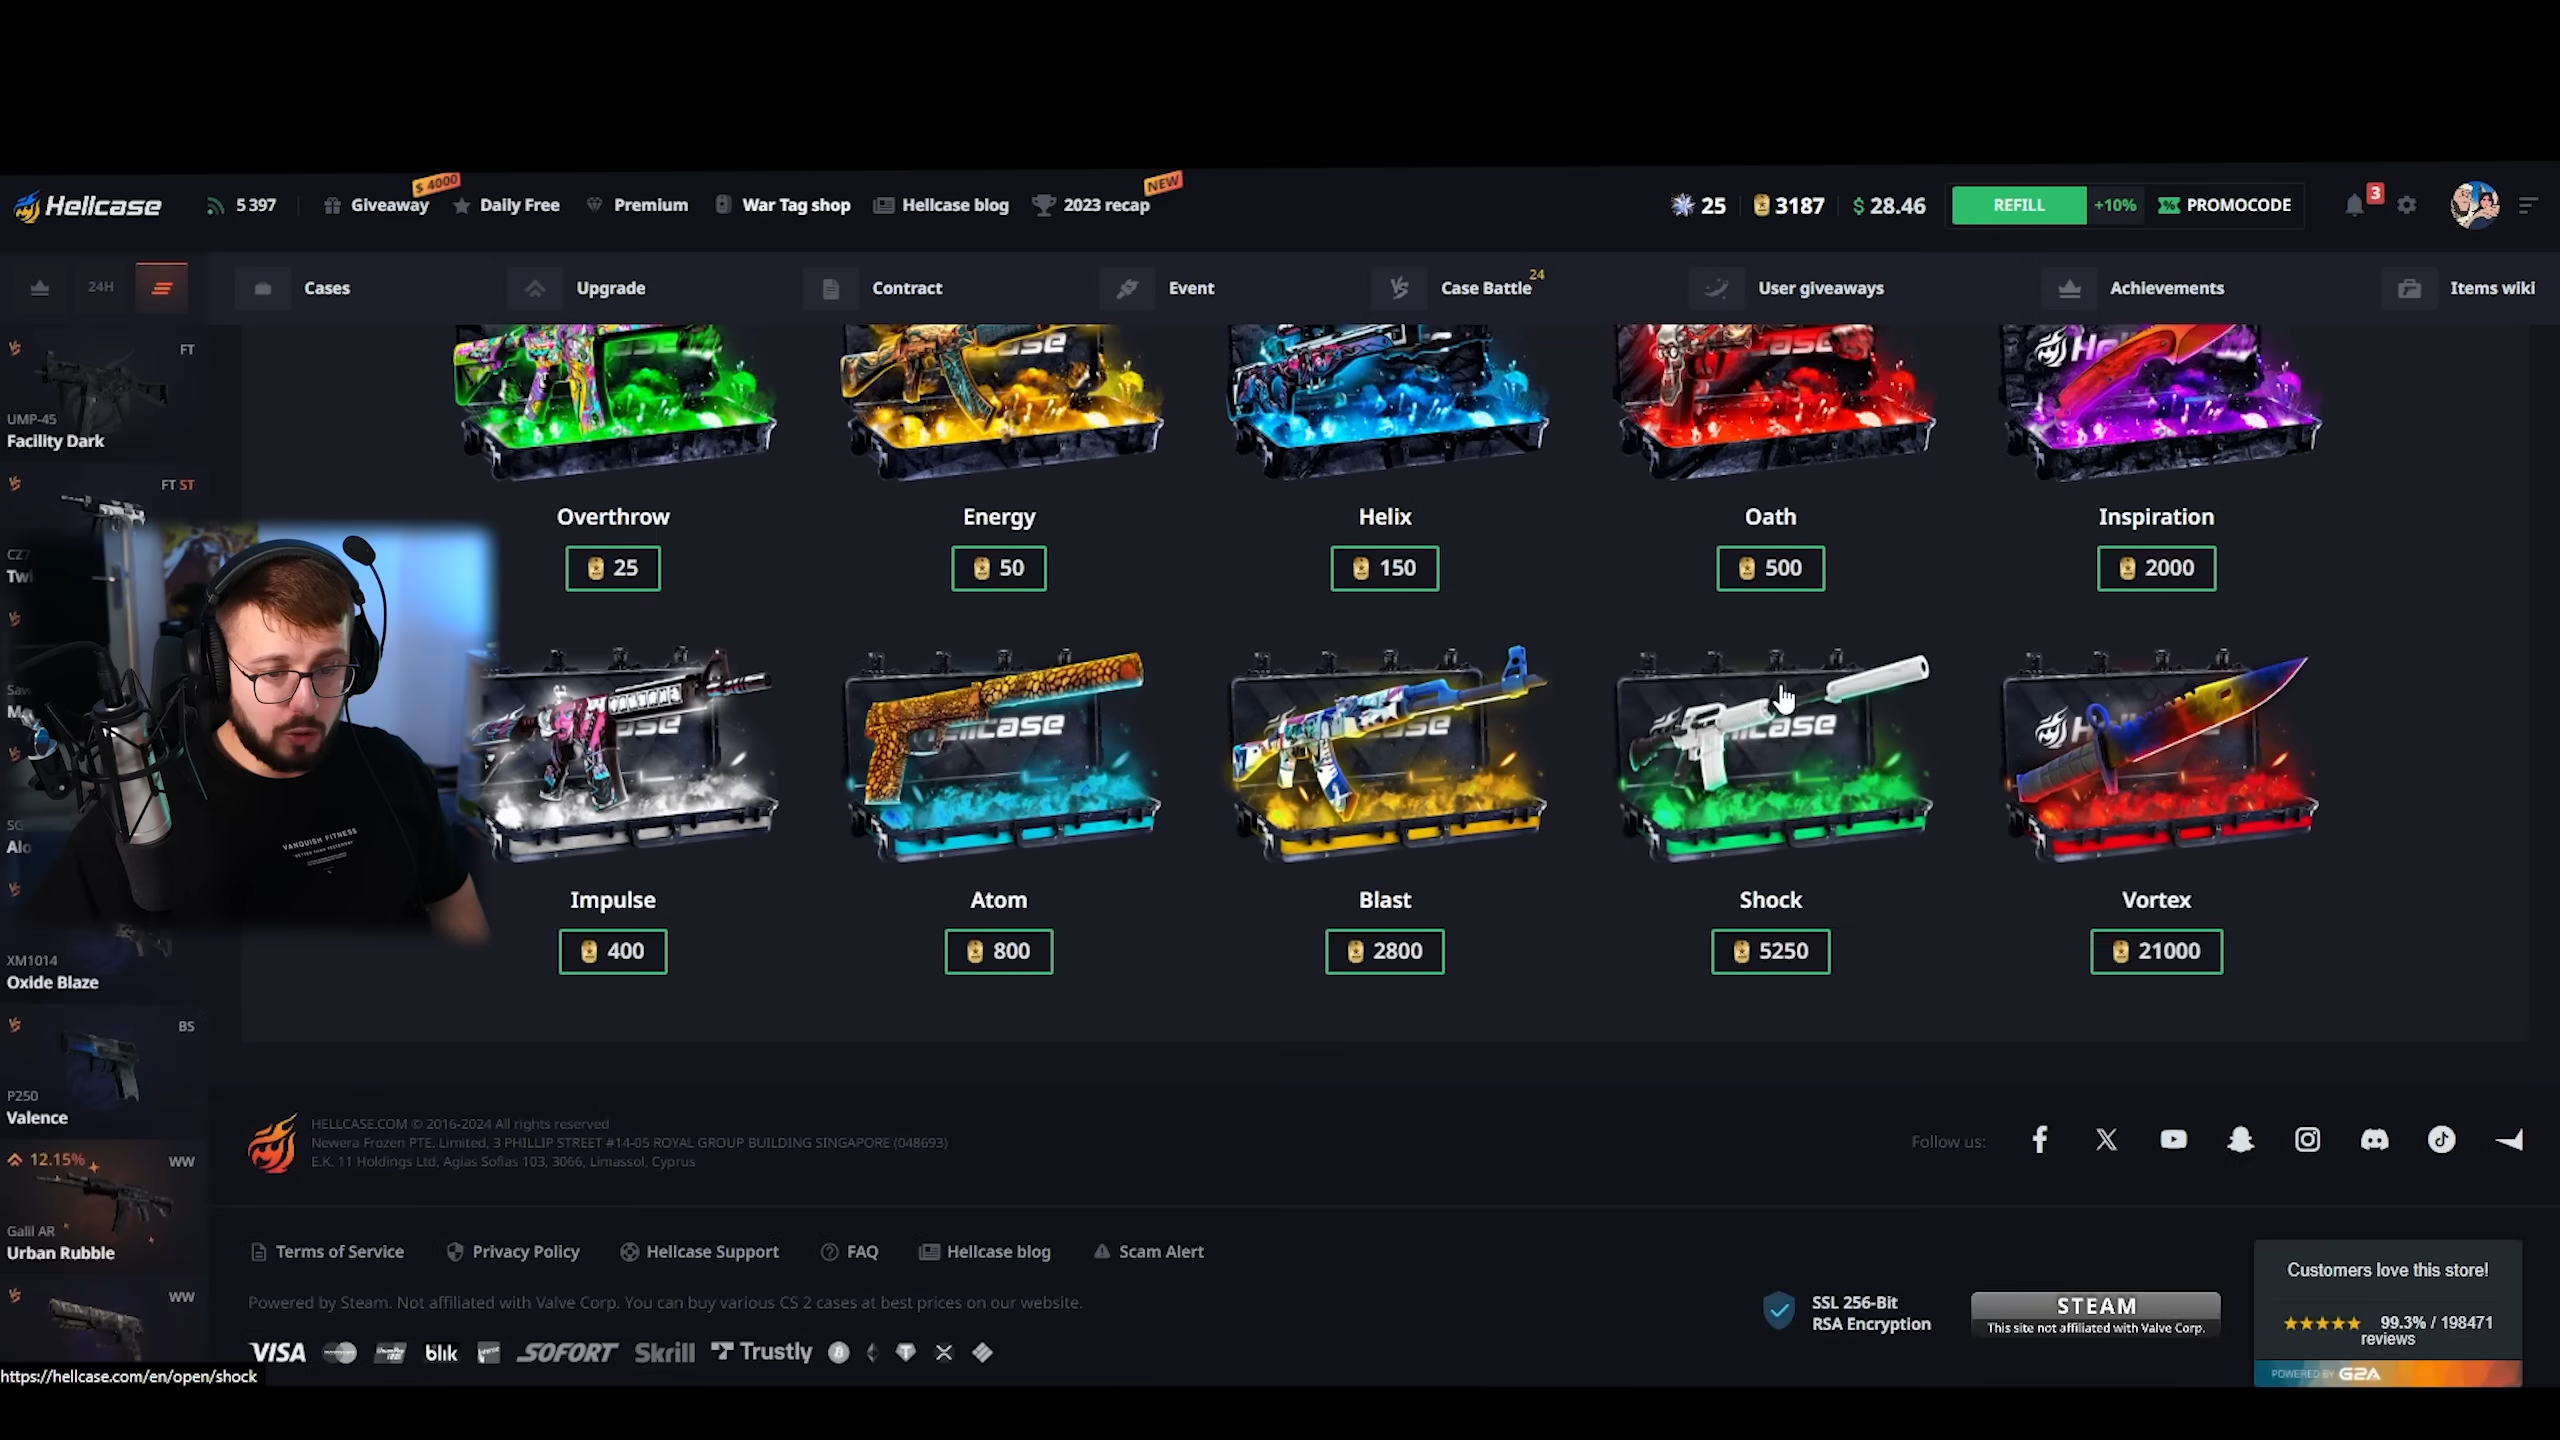 Hellcase
5 397
$ 4000
Giveaway
Daily Free
Premium
War Tag shop
Hellcase blog
NEW
2023 recap
25
3187
$ 28.46
REFILL
+10%
PROMOCODE
3
24H
Cases
Upgrade
Contract
Event
Case Battle
24
User giveaways
Achievements
Items wiki
FT
UMP-45
Facility Dark
FT ST
CZ7
Twi
Saw
SG
Alo
XM1014
Oxide Blaze
BS
P250
Valence
12.15%
WW
Galil AR
Urban Rubble
WW
Overthrow
25
Energy
50
Helix
150
Oath
500
Inspiration
2000
VANQUISH FITNESS
Impulse
400
Atom
800
Blast
2800
Shock
5250
Vortex
21000
HELLCASE.COM © 2016-2024 All rights reserved
Newera Frozen PTE. Limited, 3 PHILLIP STREET #14-05 ROYAL GROUP BUILDING SINGAPORE (048693)
E.K. 11 Holdings Ltd, Agias Sofias 103, 3066, Limassol, Cyprus
Follow us:
Terms of Service
Privacy Policy
Hellcase Support
FAQ
Hellcase blog
Scam Alert
Powered by Steam. Not affiliated with Valve Corp. You can buy various CS 2 cases at best prices on our website.
VISA
blik
SOFORT
Skrill
Trustly
SSL 256-Bit
RSA Encryption
STEAM
This site not affiliated with Valve Corp.
Customers love this store!
99.3% / 198471
reviews
POWERED BY G2A
https://hellcase.com/en/open/shock